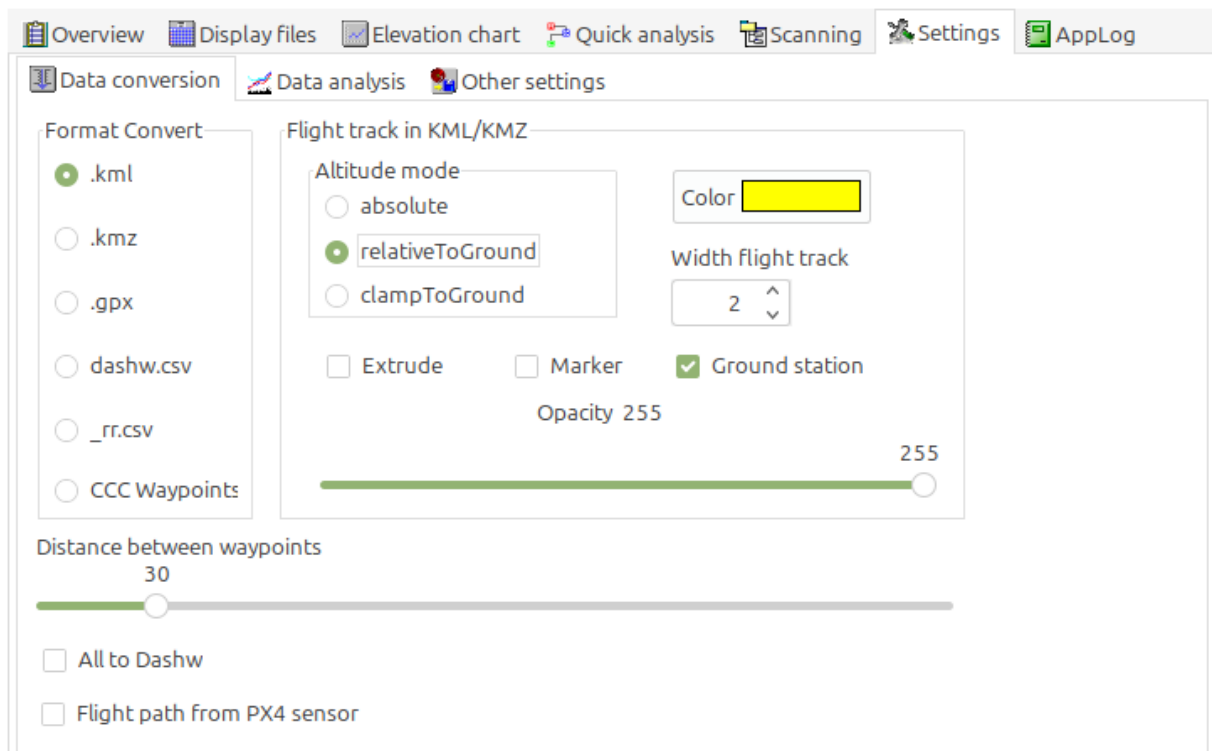 Overview Display files Elevation chart Quick analysis Scanning Settings AppLog
Data conversion Data analysis Other settings
Format Convert
.kml
.kmz
.gpx
dashw.csv
_rr.csv
CCC Waypoints
Flight track in KML/KMZ
Altitude mode
absolute
relativeToGround
clampToGround
Color
Width flight track
2
Extrude Marker Ground station
Opacity 255
255
Distance between waypoints
30
All to Dashw
Flight path from PX4 sensor